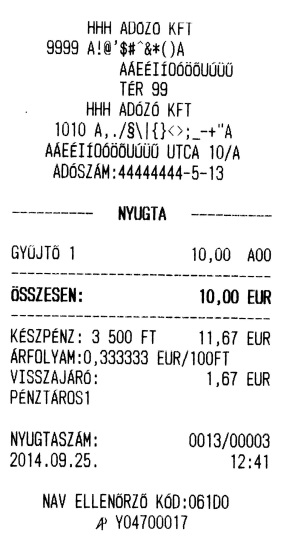 HHH ADÓZÓ KFT
9999 A!@'$#^&*()A
AÁEÉIÍOÓÖŐUÚÜŰ
TÉR 99
HHH ADÓZÓ KFT
1010 A,./§\|{}<>;_-+"A
AÁEÉIÍOÓÖŐUÚÜŰ UTCA 10/A
ADÓSZÁM:44444444-5-13
---------- NYUGTA ----------
GYŰJTŐ 1 10,00 A00
ÖSSZESEN: 10,00 EUR
KÉSZPÉNZ: 3 500 FT 11,67 EUR
ÁRFOLYAM:0,333333 EUR/100FT
VISSZAJÁRÓ: 1,67 EUR
PÉNZTÁROS1
NYUGTASZÁM: 0013/00003
2014.09.25. 12:41
NAV ELLENŐRZŐ KÓD:061D0
AP Y04700017